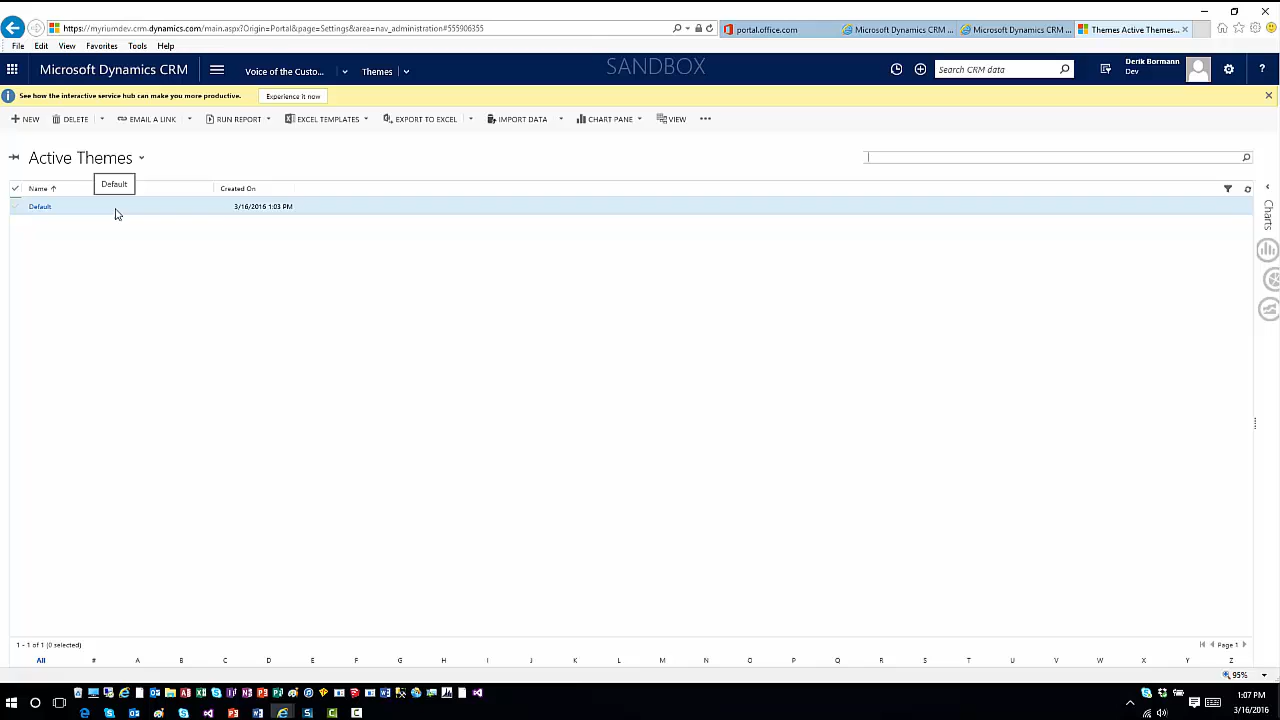 https://myriumdev.crm.dynamics.com/main.aspx?Origin=Portal&page=Settings&area=nav_administration#555906355
portal.office.com
Microsoft Dynamics CRM ...
Microsoft Dynamics CRM ...
Themes Active Themes...
File Edit View Favorites Tools Help
Microsoft Dynamics CRM
Voice of the Custo...
Themes
SANDBOX
Search CRM data
Derik Bormann
Dev
?
See how the interactive service hub can make you more productive.
Experience it now
NEW
DELETE
EMAIL A LINK
RUN REPORT
EXCEL TEMPLATES
EXPORT TO EXCEL
IMPORT DATA
CHART PANE
VIEW
Active Themes
Default
Name
Created On
Default
3/16/2016 1:03 PM
Charts
1 - 1 of 1 (0 selected)
Page 1
All # A B C D E F G H I J K L M N O P Q R S T U V W X Y Z
95%
1:07 PM
3/16/2016